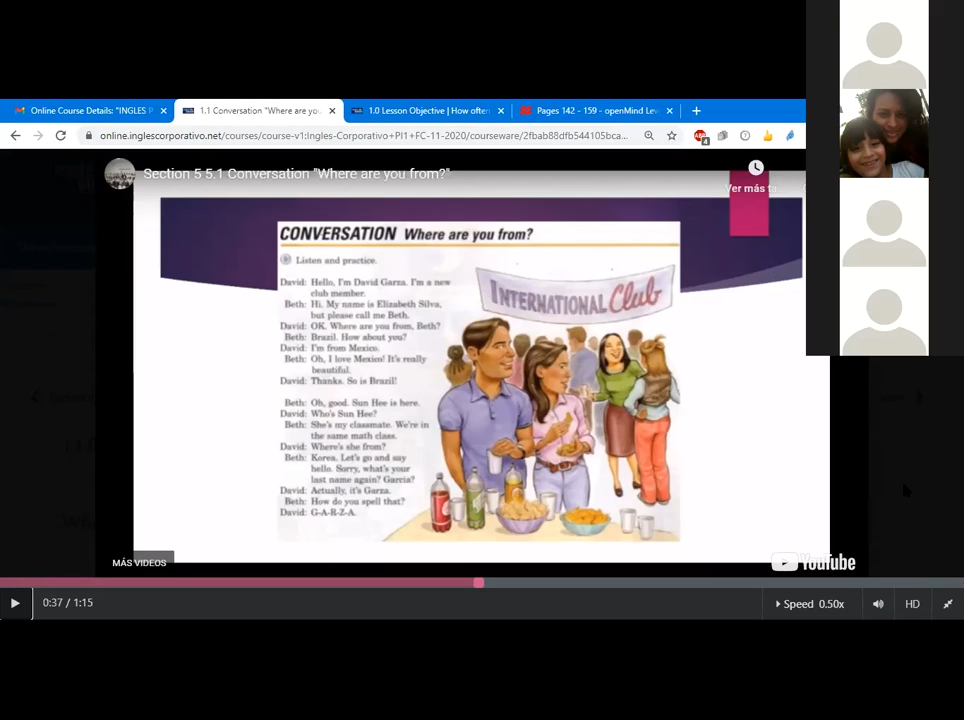 Online Course Details: "INGLES P
1.1 Conversation "Where are you
1.0 Lesson Objective | How often
Pages 142 - 159 - openMind Lev
online.inglescorporativo.net/courses/course-v1:Ingles-Corporativo+PI1+FC-11-2020/courseware/2fbab88dfb544105bca...
4
Section 5 5.1 Conversation "Where are you from?"
Ver más ta
CONVERSATION Where are you from?
Listen and practice.
INTERNATIONAL Club
David: Hello, I'm David Garza. I'm a new
club member.
Beth: Hi. My name is Elizabeth Silva,
but please call me Beth.
David: OK. Where are you from, Beth?
Beth: Brazil. How about you?
David: I'm from Mexico.
Beth: Oh, I love Mexico! It's really
beautiful.
David: Thanks. So is Brazil!
Beth: Oh, good. Sun Hee is here.
David: Who's Sun Hee?
Beth: She's my classmate. We're in
the same math class.
David: Where's she from?
Beth: Korea. Let's go and say
hello. Sorry, what's your
last name again? Garcia?
David: Actually, it's Garza.
Beth: How do you spell that?
David: G-A-R-Z-A.
MÁS VIDEOS
YouTube
0:37 / 1:15
Speed 0.50x
HD